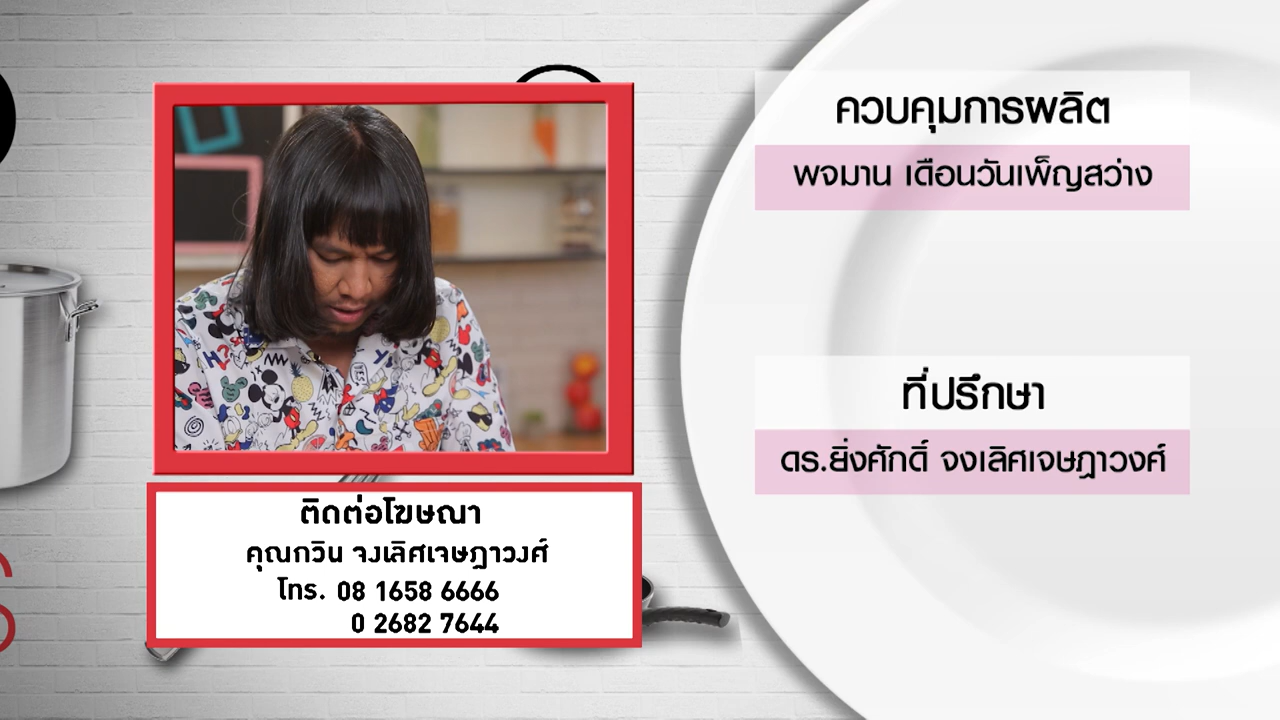 ควบคุมการผลิต
พจมาน เดือนวันเพ็ญสว่าง
ที่ปรึกษา
ดร.ยิ่งศักดิ์ จงเลิศเจษฎาวงศ์
ติดต่อโฆษณา
คุณกวิน จงเลิศเจษฎาวงศ์
โทร. 08 1658 6666
0 2682 7644